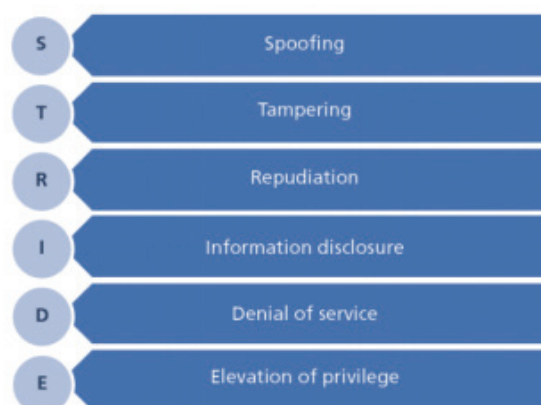 S Spoofing
T Tampering
R Repudiation
I Information disclosure
D Denial of service
E Elevation of privilege